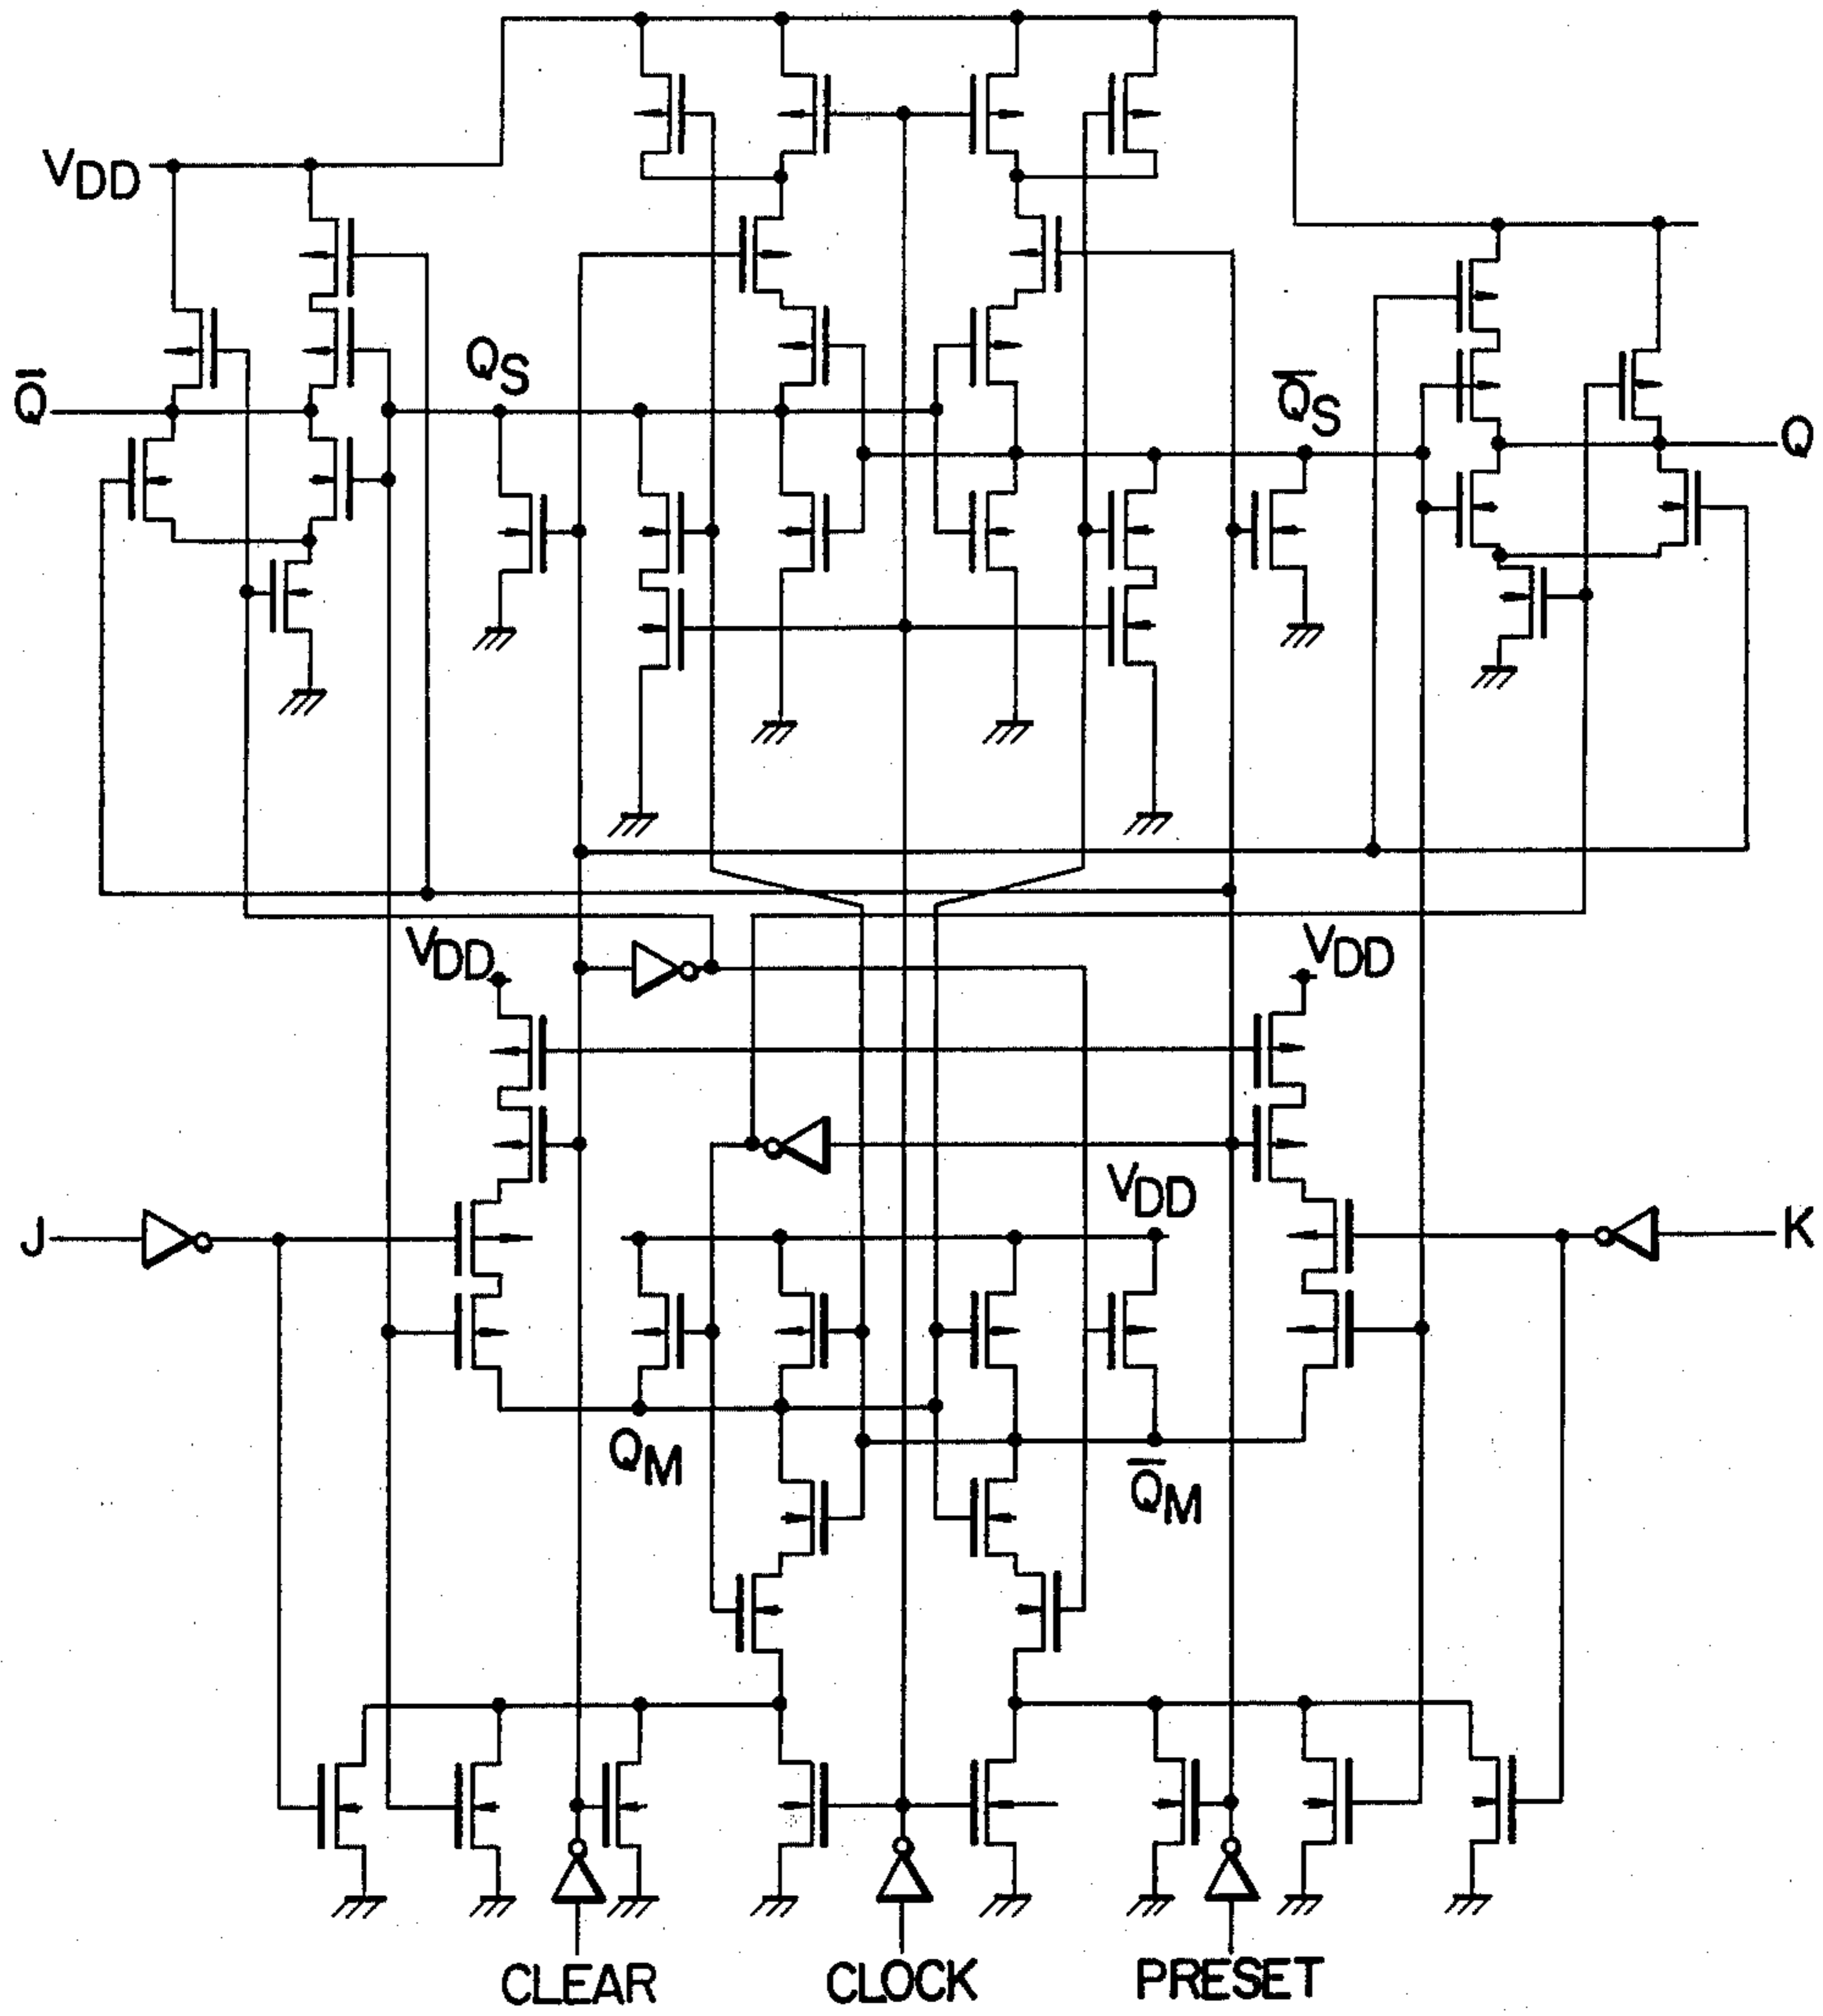 VDD
Q̅
QS
Q̅S
Q
VDD
VDD
VDD
J
K
QM
Q̅M
CLEAR
CLOCK
PRESET